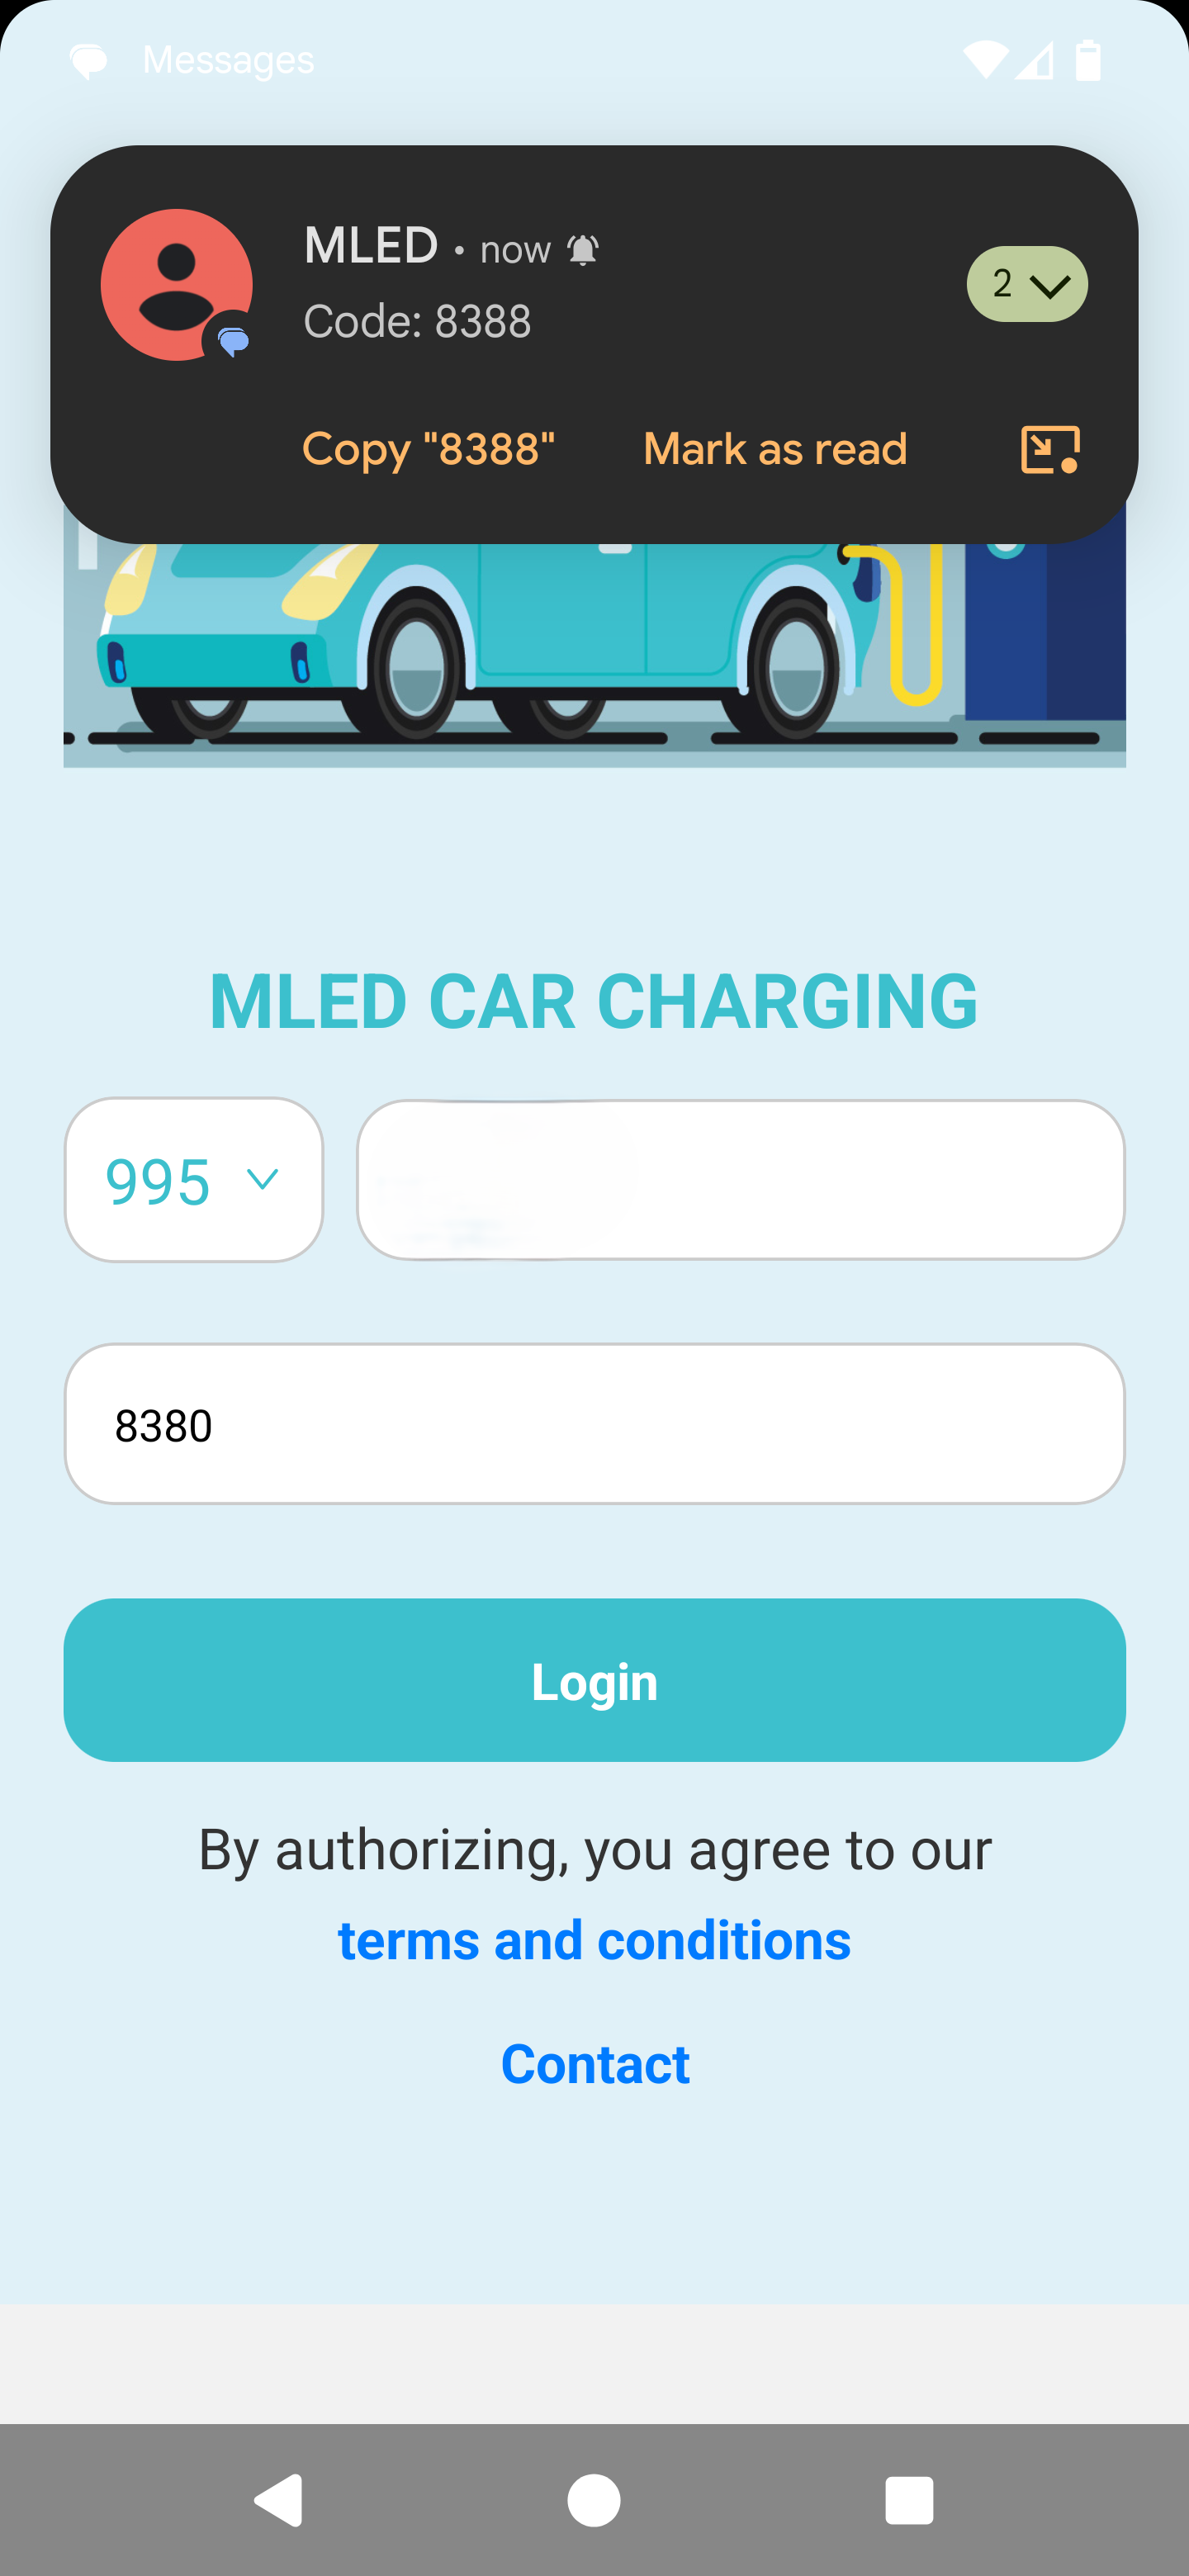 Messages
MLED • now
Code: 8388
2
Copy "8388" Mark as read
MLED CAR CHARGING
995
8380
Login
By authorizing, you agree to our
terms and conditions
Contact